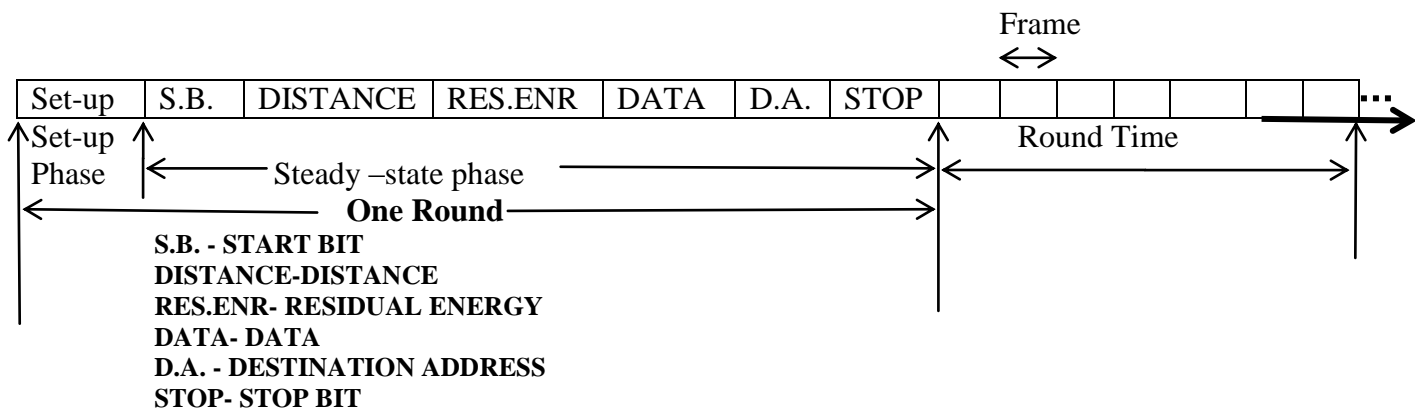 Frame
Set-up S.B. DISTANCE RES.ENR DATA D.A. STOP
Set-up
Phase
Round Time
Steady –state phase
One Round
S.B. - START BIT
DISTANCE-DISTANCE
RES.ENR- RESIDUAL ENERGY
DATA- DATA
D.A. - DESTINATION ADDRESS
STOP- STOP BIT